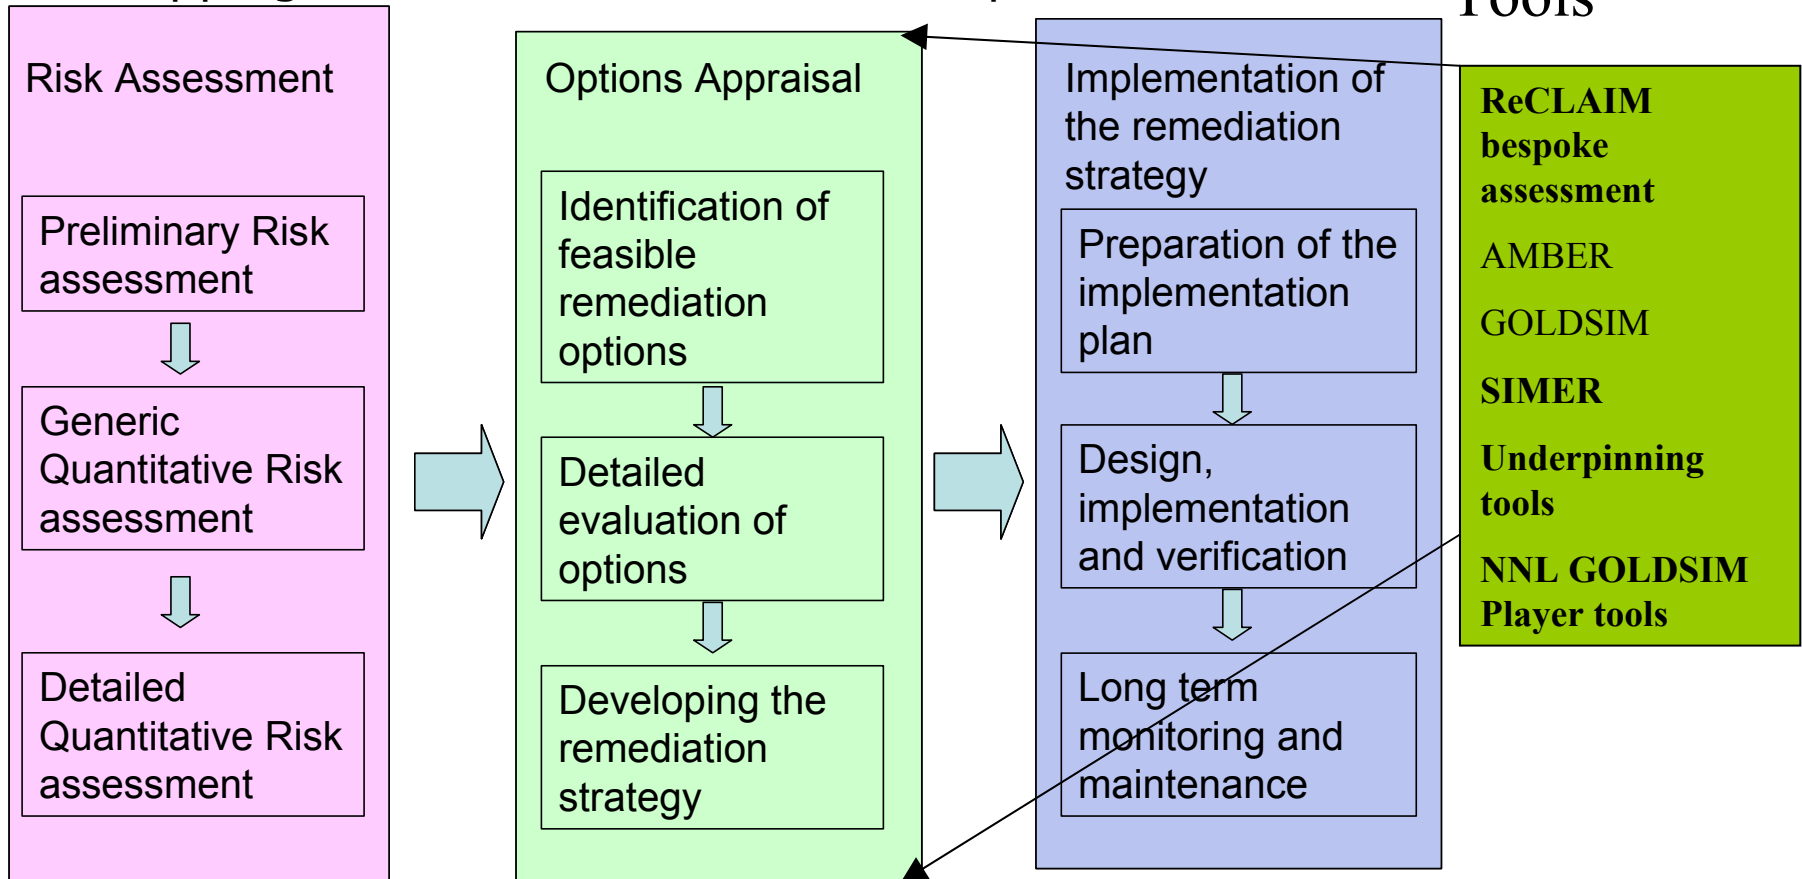 Tools
Risk Assessment
Preliminary Risk
assessment
Generic
Quantitative Risk
assessment
Detailed
Quantitative Risk
assessment
Options Appraisal
Identification of
feasible
remediation
options
Detailed
evaluation of
options
Developing the
remediation
strategy
Implementation of
the remediation
strategy
Preparation of the
implementation
plan
Design,
implementation
and verification
Long term
monitoring and
maintenance
ReCLAIM
bespoke
assessment
AMBER
GOLDSIM
SIMER
Underpinning
tools
NNL GOLDSIM
Player tools